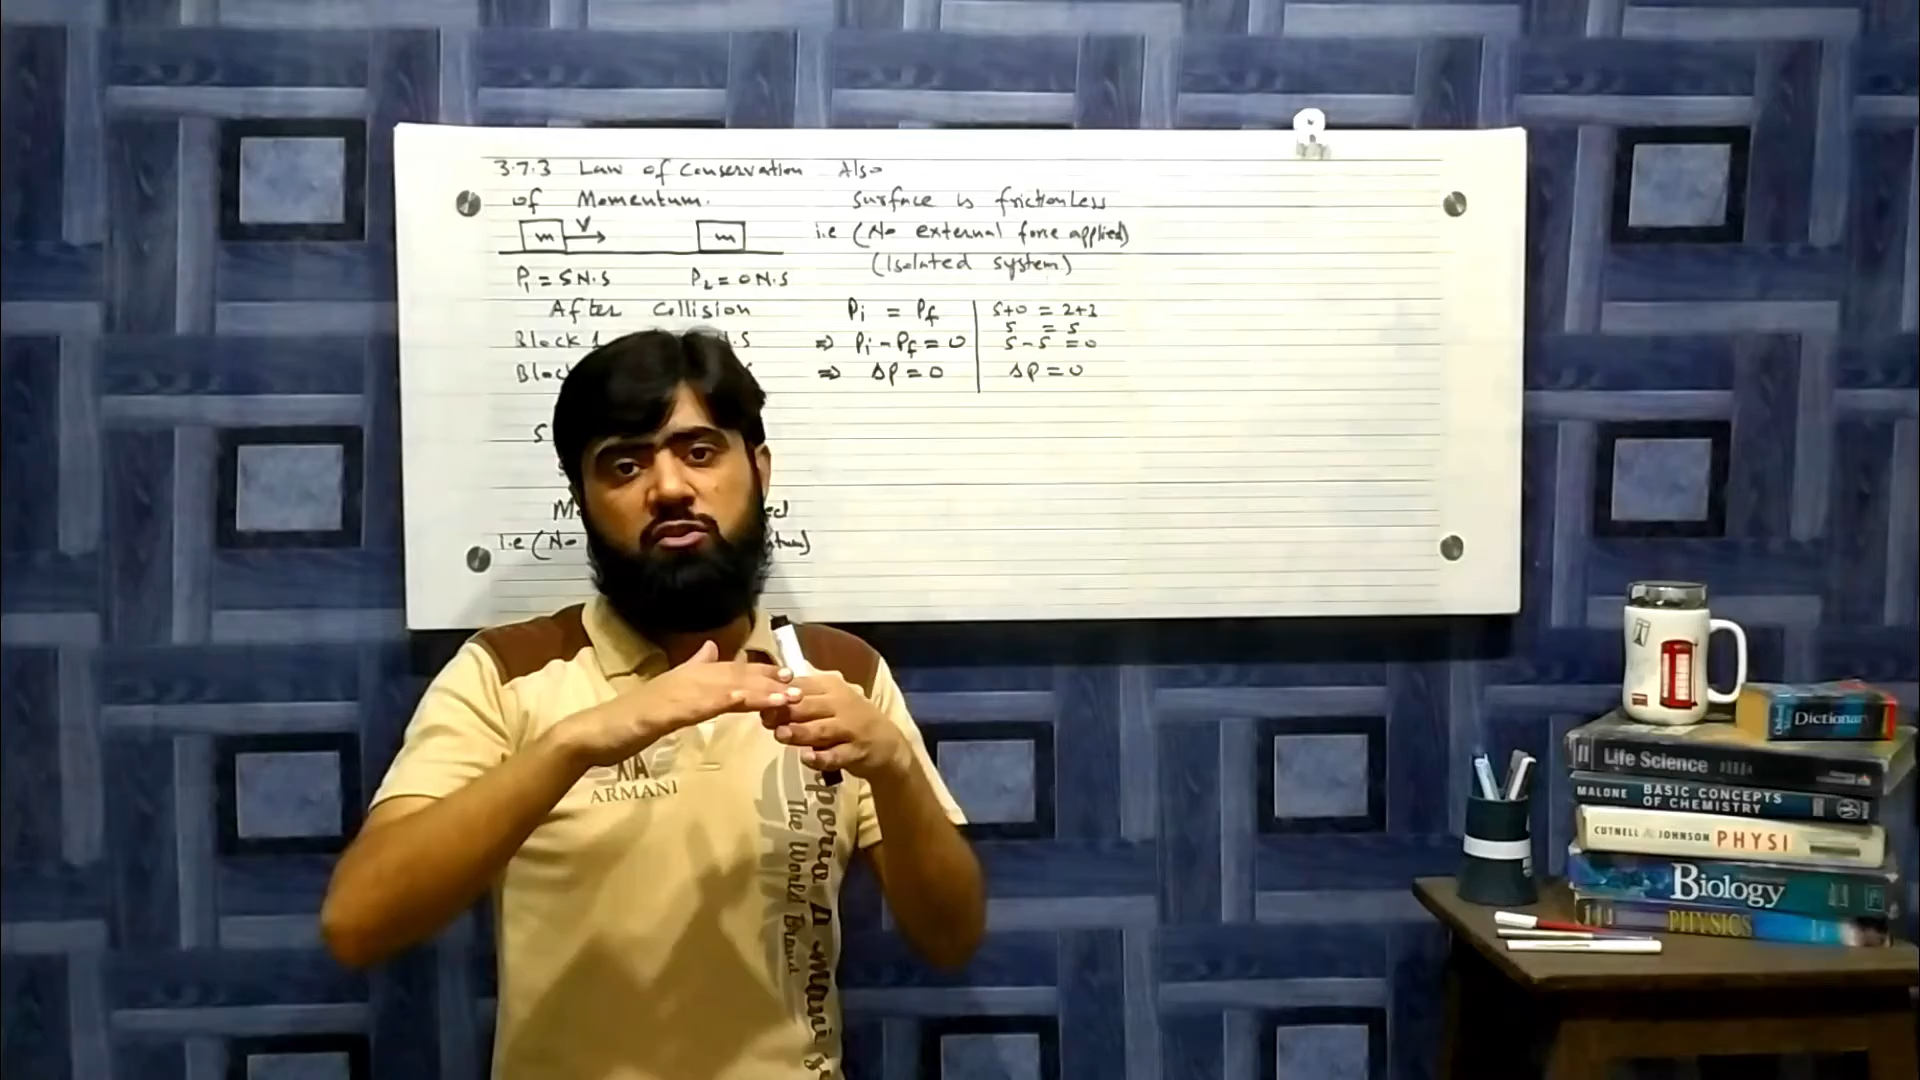 3.7.3 Law of Conservation
of Momentum.
m V m
P₁ = 5 N.S P₂ = 0 N.S
After Collision
Block 1 N.S
Block
S
i.e (No
Also
surface is frictionless
i.e (No external force applied)
(Isolated system)
Pi = Pf
⇒ Pi - Pf = 0
⇒ ΔP = 0
5+0 = 2+3
5 = 5
5 - 5 = 0
ΔP = 0
ARMANI
The World Brand
Dictionary
Life Science
MALONE BASIC CONCEPTS OF CHEMISTRY
CUTNELL & JOHNSON PHYSI
Biology
PHYSICS